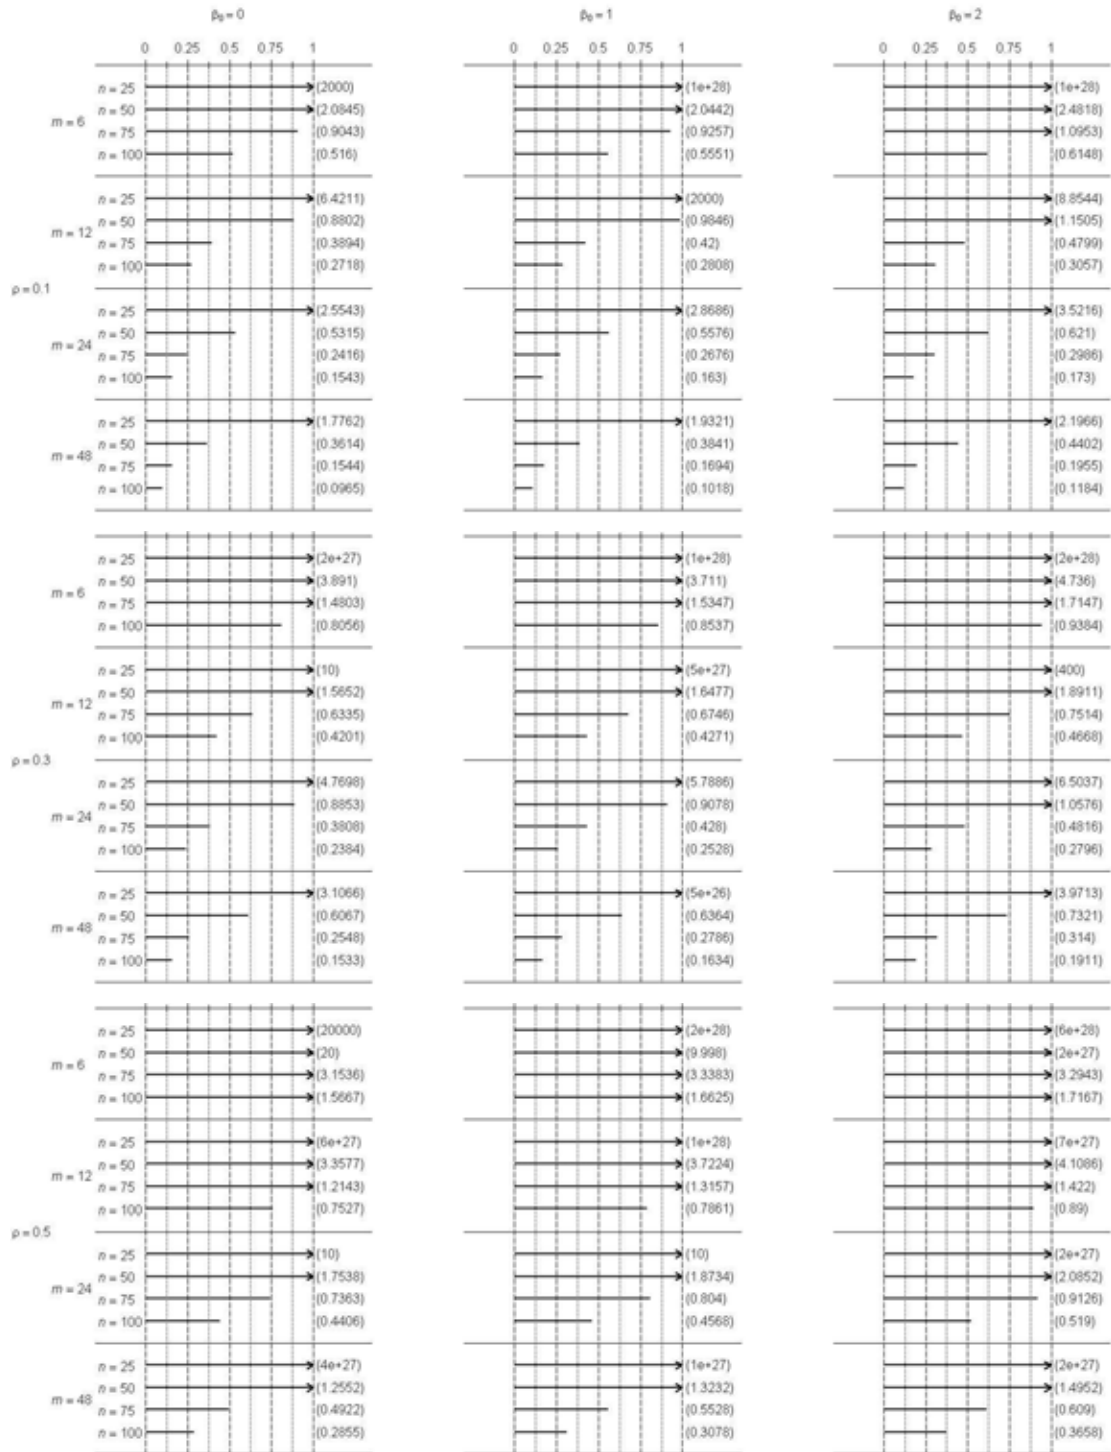 β₀ = 0 β₀ = 1 β₀ = 2
0 0.25 0.5 0.75 1 0 0.25 0.5 0.75 1 0 0.25 0.5 0.75 1
n = 25 (2000) (1e+28) (1e+28)
n = 50 (2.0845) (2.0442) (2.4818)
m = 6
n = 75 (0.9043) (0.9257) (1.0953)
n = 100 (0.516) (0.5551) (0.6148)
n = 25 (6.4211) (2000) (8.8544)
n = 50 (0.8802) (0.9846) (1.1505)
m = 12
n = 75 (0.3894) (0.42) (0.4799)
n = 100 (0.2718) (0.2808) (0.3057)
ρ = 0.1
n = 25 (2.5543) (2.8686) (3.5216)
n = 50 (0.5315) (0.5576) (0.621)
m = 24
n = 75 (0.2416) (0.2676) (0.2986)
n = 100 (0.1543) (0.163) (0.173)
n = 25 (1.7762) (1.9321) (2.1966)
n = 50 (0.3614) (0.3841) (0.4402)
m = 48
n = 75 (0.1544) (0.1694) (0.1955)
n = 100 (0.0965) (0.1018) (0.1184)
n = 25 (2e+27) (1e+28) (2e+28)
n = 50 (3.891) (3.711) (4.736)
m = 6
n = 75 (1.4803) (1.5347) (1.7147)
n = 100 (0.8056) (0.8537) (0.9384)
n = 25 (10) (5e+27) (400)
n = 50 (1.5652) (1.6477) (1.8911)
m = 12
n = 75 (0.6335) (0.6746) (0.7514)
n = 100 (0.4201) (0.4271) (0.4668)
ρ = 0.3
n = 25 (4.7698) (5.7886) (6.5037)
n = 50 (0.8853) (0.9078) (1.0576)
m = 24
n = 75 (0.3808) (0.428) (0.4816)
n = 100 (0.2384) (0.2528) (0.2796)
n = 25 (3.1066) (5e+26) (3.9713)
n = 50 (0.6067) (0.6364) (0.7321)
m = 48
n = 75 (0.2548) (0.2786) (0.314)
n = 100 (0.1533) (0.1634) (0.1911)
n = 25 (20000) (2e+28) (6e+28)
n = 50 (20) (9.998) (2e+27)
m = 6
n = 75 (3.1536) (3.3383) (3.2943)
n = 100 (1.5667) (1.6625) (1.7167)
n = 25 (6e+27) (1e+28) (7e+27)
n = 50 (3.3577) (3.7224) (4.1086)
m = 12
n = 75 (1.2143) (1.3157) (1.422)
n = 100 (0.7527) (0.7861) (0.89)
ρ = 0.5
n = 25 (10) (10) (2e+27)
n = 50 (1.7538) (1.8734) (2.0852)
m = 24
n = 75 (0.7363) (0.804) (0.9126)
n = 100 (0.4406) (0.4568) (0.519)
n = 25 (4e+27) (1e+27) (2e+27)
n = 50 (1.2552) (1.3232) (1.4952)
m = 48
n = 75 (0.4922) (0.5528) (0.609)
n = 100 (0.2855) (0.3078) (0.3658)